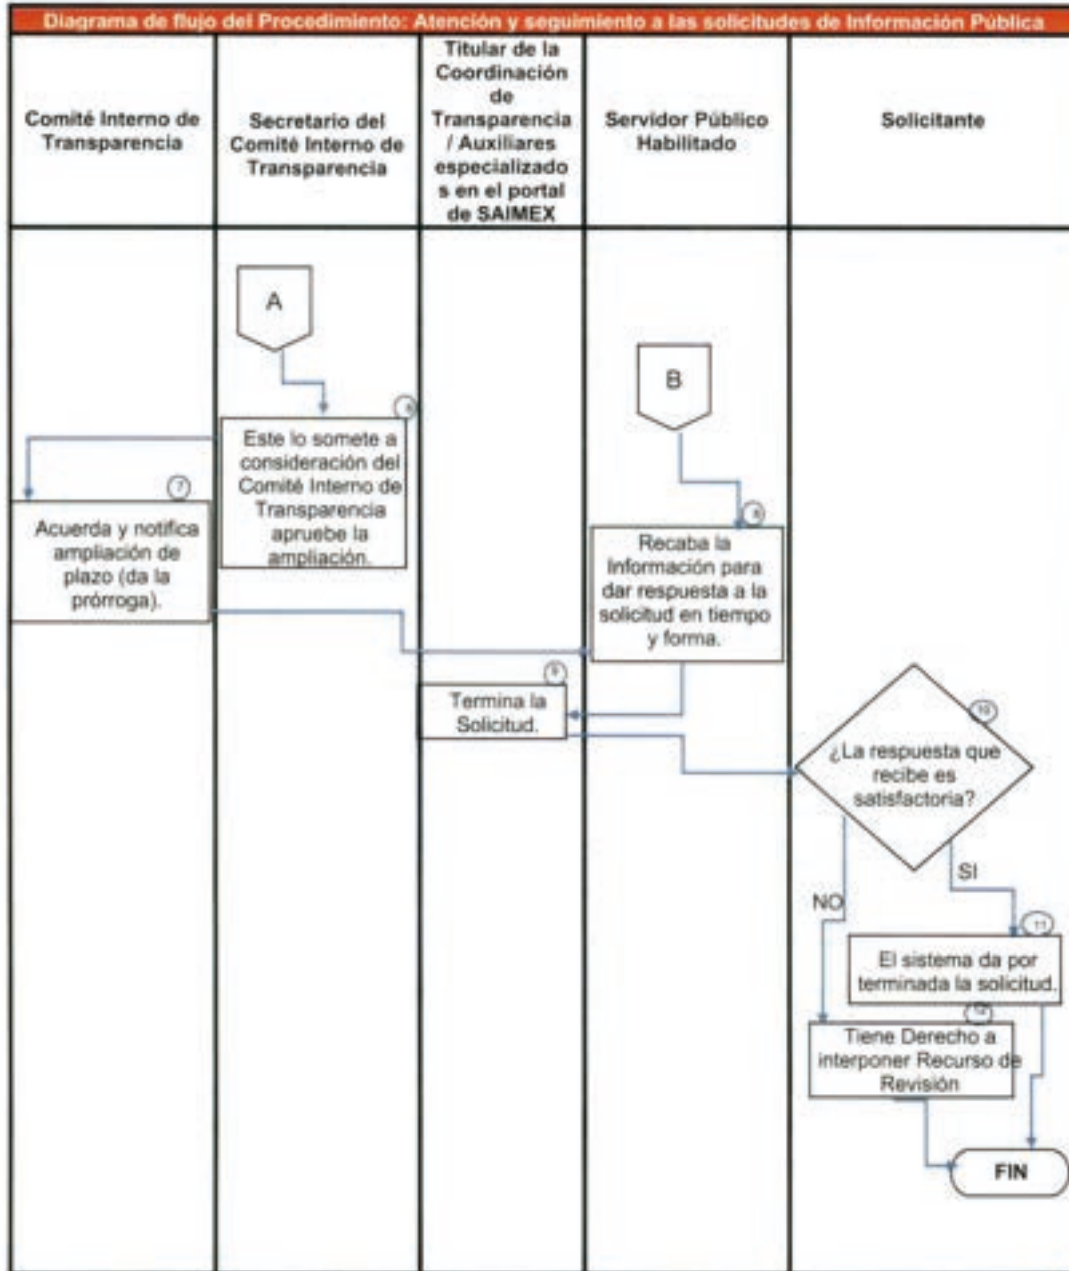 Diagrama de flujo del Procedimiento: Atención y seguimiento a las solicitudes de Información Pública
Comité Interno de
Transparencia
Secretario del
Comité Interno de
Transparencia
Titular de la
Coordinación
de
Transparencia
/ Auxiliares
especializado
s en el portal
de SAIMEX
Servidor Público
Habilitado
Solicitante
A
B
Este lo somete a
consideración del
Comité Interno de
Transparencia
apruebe la
ampliación.
7
Acuerda y notifica
ampliación de
plazo (da la
prórroga).
Recaba la
Información para
dar respuesta a la
solicitud en tiempo
y forma.
Termina la
Solicitud.
10
¿La respuesta que
recibe es
satisfactoria?
SI
NO
11
El sistema da por
terminada la solicitud.
12
Tiene Derecho a
interponer Recurso de
Revisión
FIN